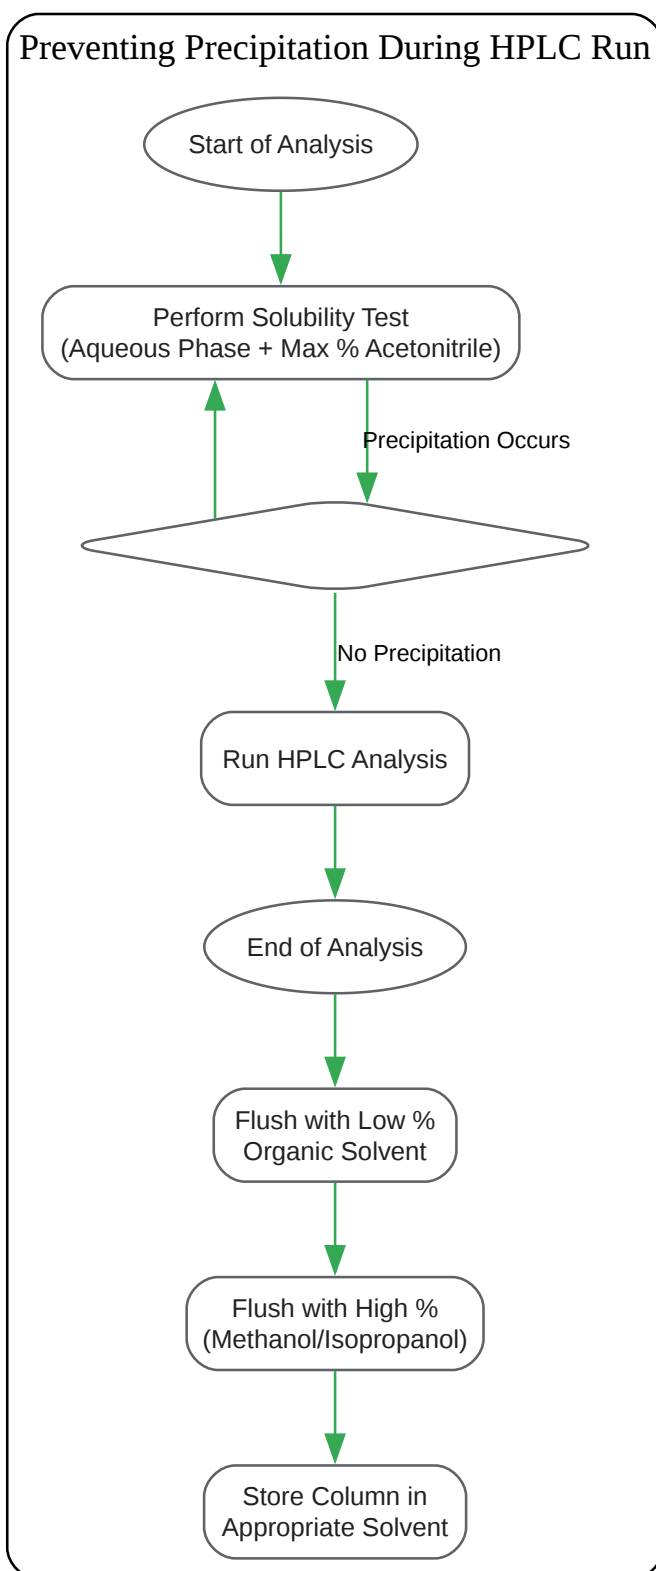 Preventing Precipitation During HPLC Run
Start of Analysis
Perform Solubility Test
(Aqueous Phase + Max % Acetonitrile)
Precipitation Occurs
No Precipitation
Run HPLC Analysis
End of Analysis
Flush with Low %
Organic Solvent
Flush with High %
(Methanol/Isopropanol)
Store Column in
Appropriate Solvent